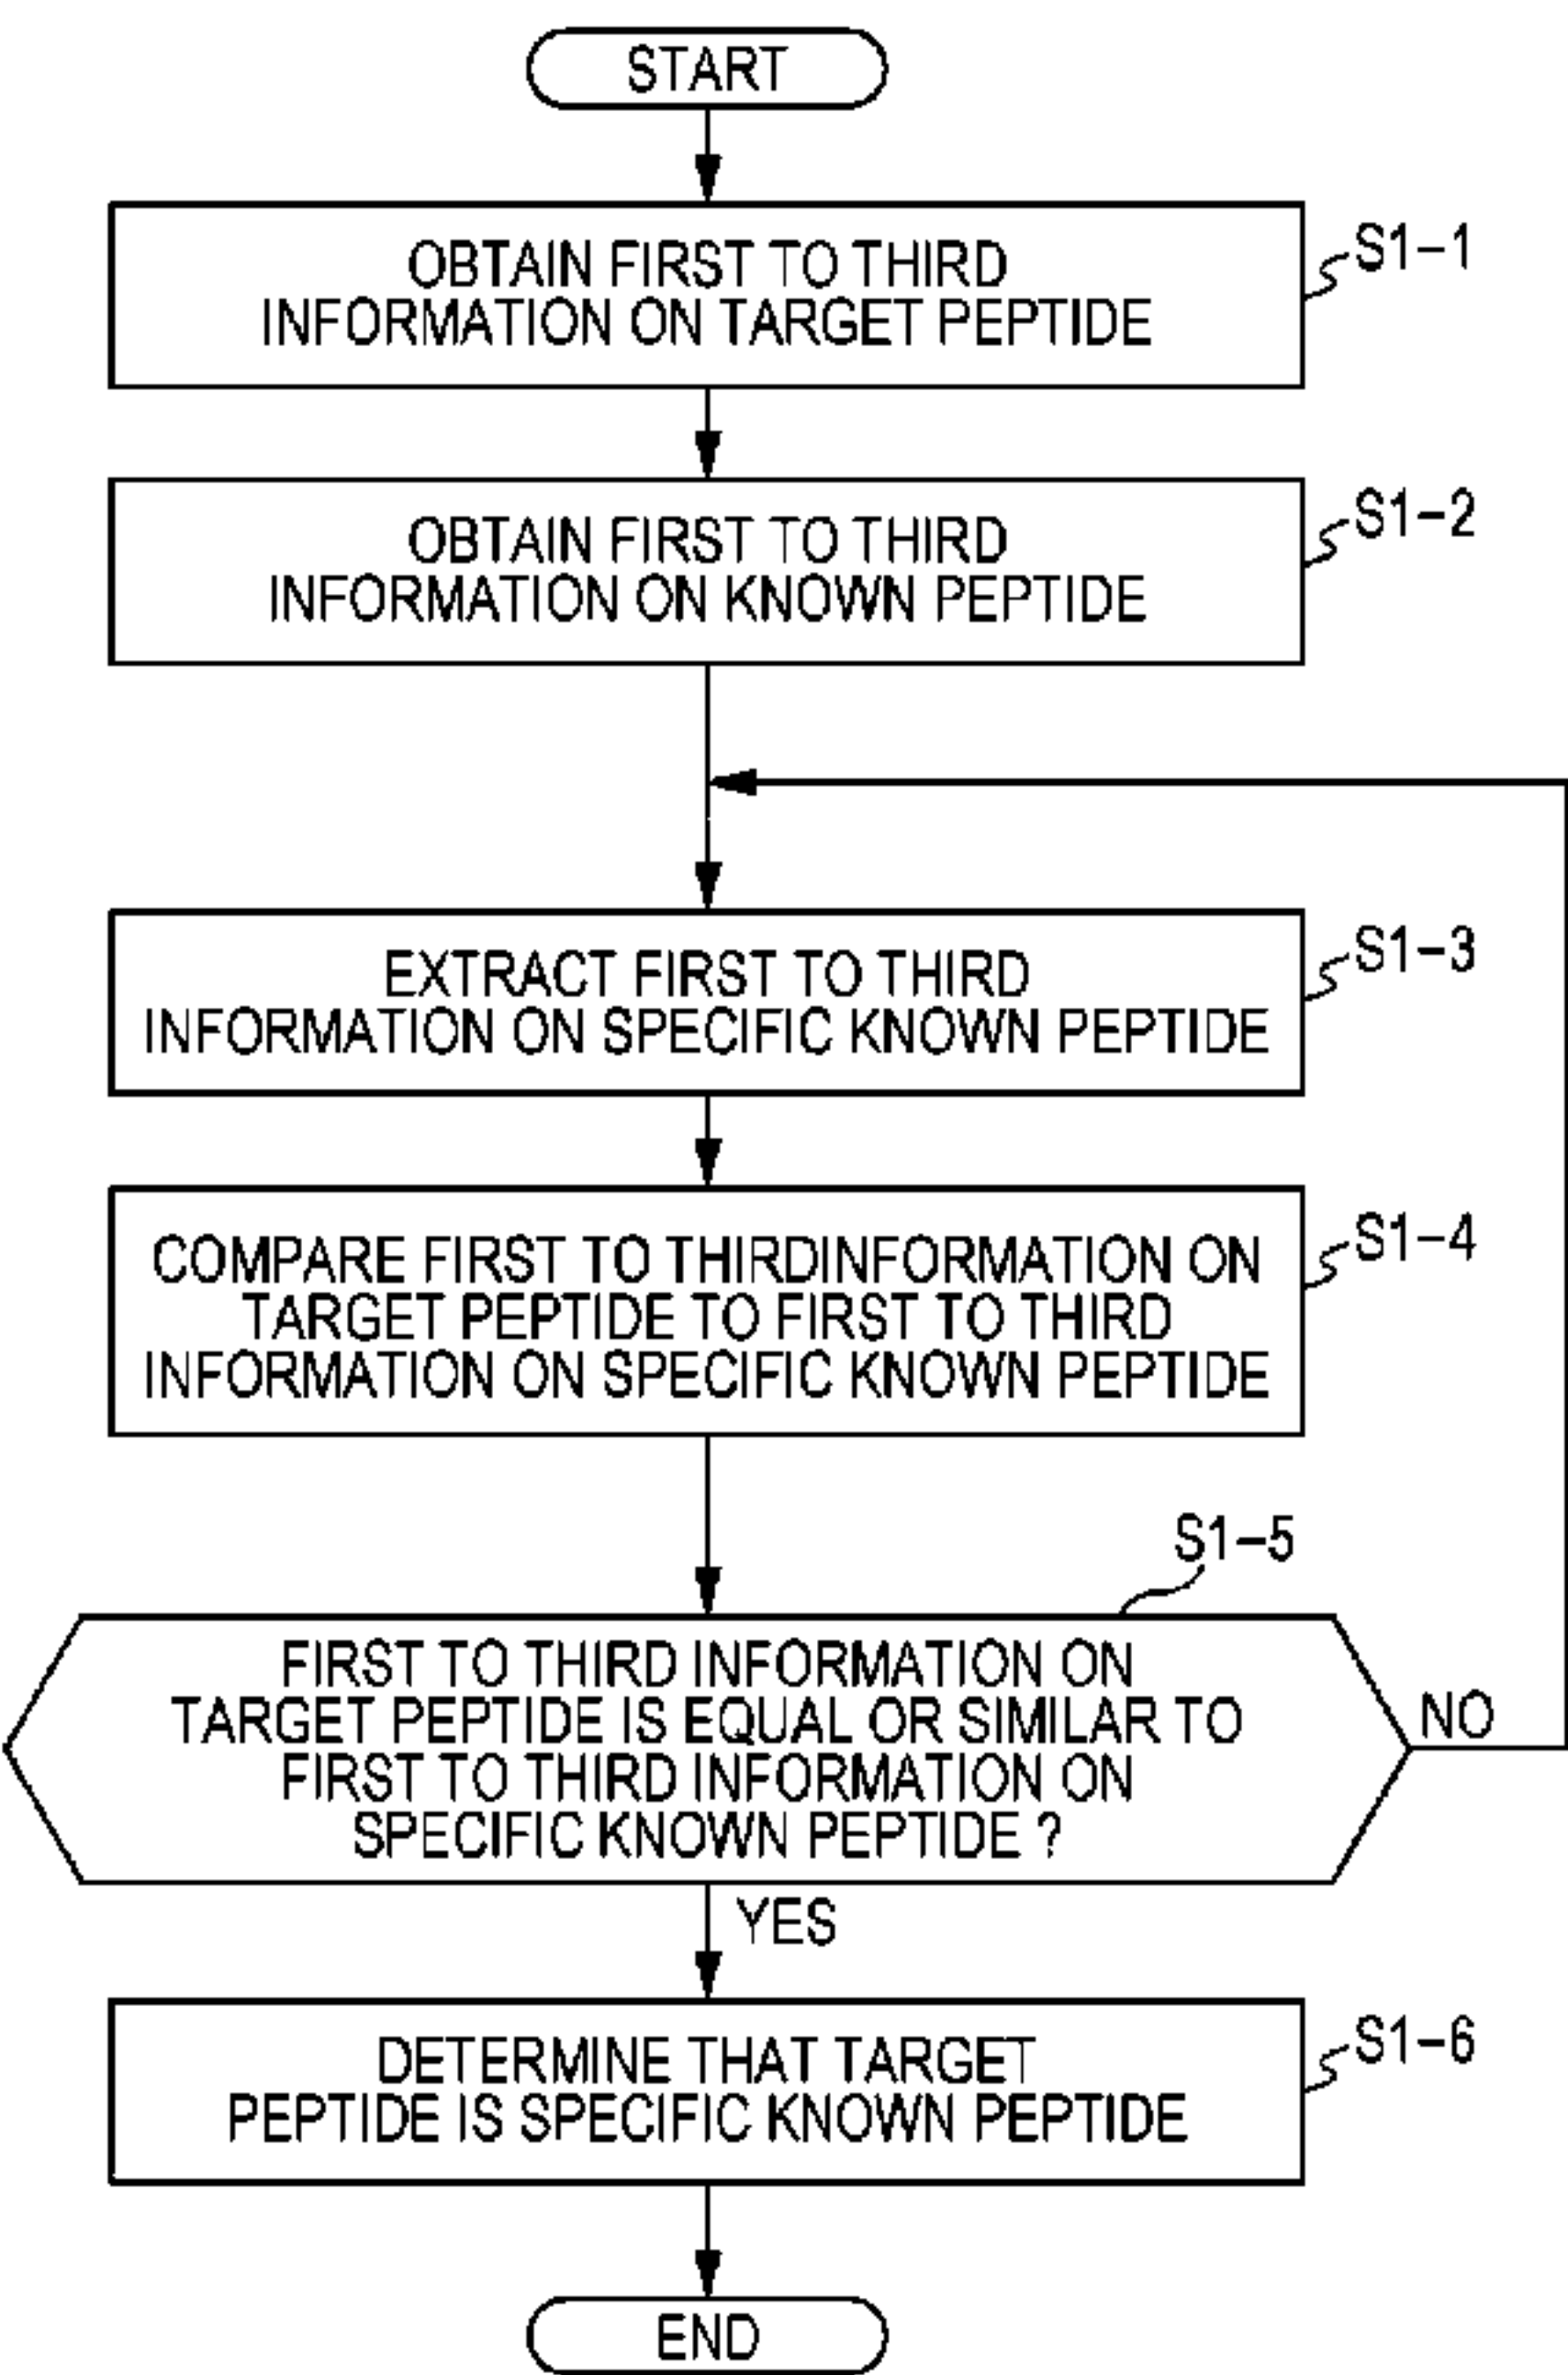 START
OBTAIN FIRST TO THIRD
INFORMATION ON TARGET PEPTIDE
S1-1
OBTAIN FIRST TO THIRD
INFORMATION ON KNOWN PEPTIDE
S1-2
EXTRACT FIRST TO THIRD
INFORMATION ON SPECIFIC KNOWN PEPTIDE
S1-3
COMPARE FIRST TO THIRDINFORMATION ON
TARGET PEPTIDE TO FIRST TO THIRD
INFORMATION ON SPECIFIC KNOWN PEPTIDE
S1-4
S1-5
FIRST TO THIRD INFORMATION ON
TARGET PEPTIDE IS EQUAL OR SIMILAR TO
FIRST TO THIRD INFORMATION ON
SPECIFIC KNOWN PEPTIDE ?
NO
YES
DETERMINE THAT TARGET
PEPTIDE IS SPECIFIC KNOWN PEPTIDE
S1-6
END